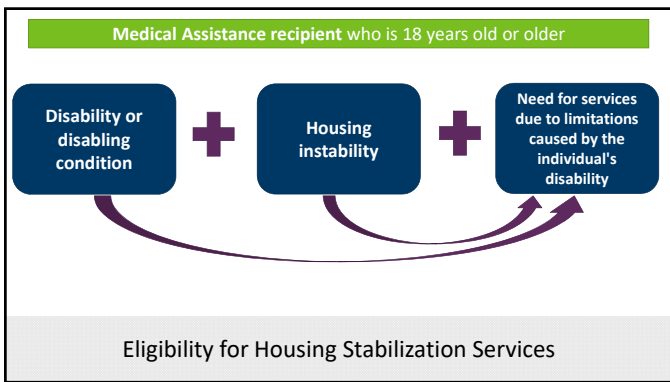 Medical Assistance recipient who is 18 years old or older
Disability or
disabling
condition
Housing
instability
Need for services
due to limitations
caused by the
individual's
disability
Eligibility for Housing Stabilization Services